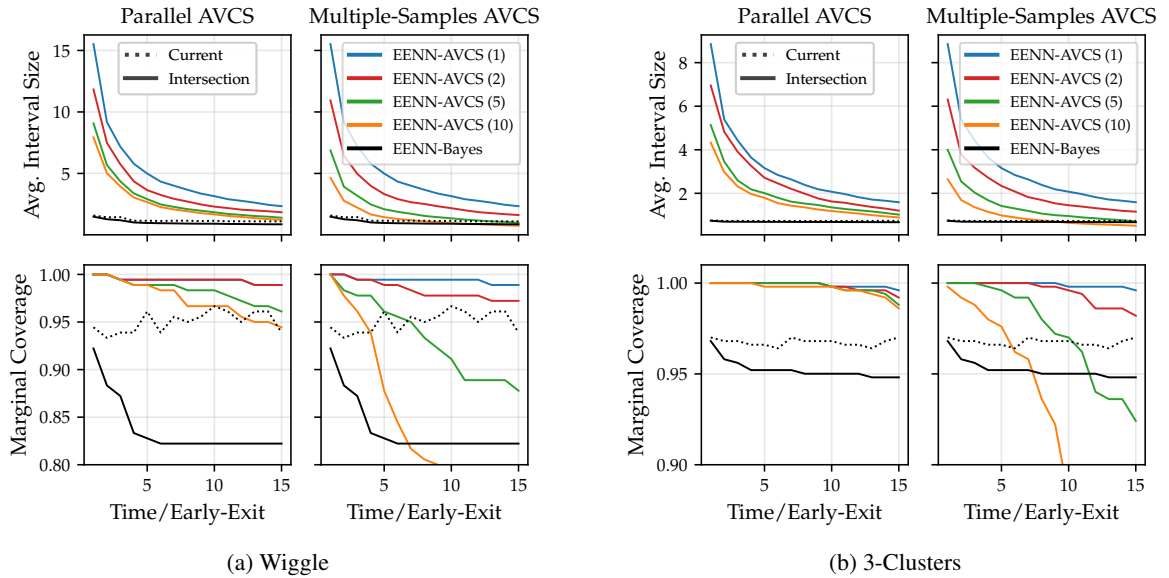 Parallel AVCS
Multiple-Samples AVCS
Avg. Interval Size
15
10
5
Current
Intersection
EENN-AVCS (1)
EENN-AVCS (2)
EENN-AVCS (5)
EENN-AVCS (10)
EENN-Bayes
Marginal Coverage
1.00
0.95
0.90
0.85
0.80
5
10
15
5
10
15
Time/Early-Exit
Time/Early-Exit
(a) Wiggle
Parallel AVCS
Multiple-Samples AVCS
Avg. Interval Size
8
6
4
2
Current
Intersection
EENN-AVCS (1)
EENN-AVCS (2)
EENN-AVCS (5)
EENN-AVCS (10)
EENN-Bayes
Marginal Coverage
1.00
0.95
0.90
5
10
15
5
10
15
Time/Early-Exit
Time/Early-Exit
(b) 3-Clusters